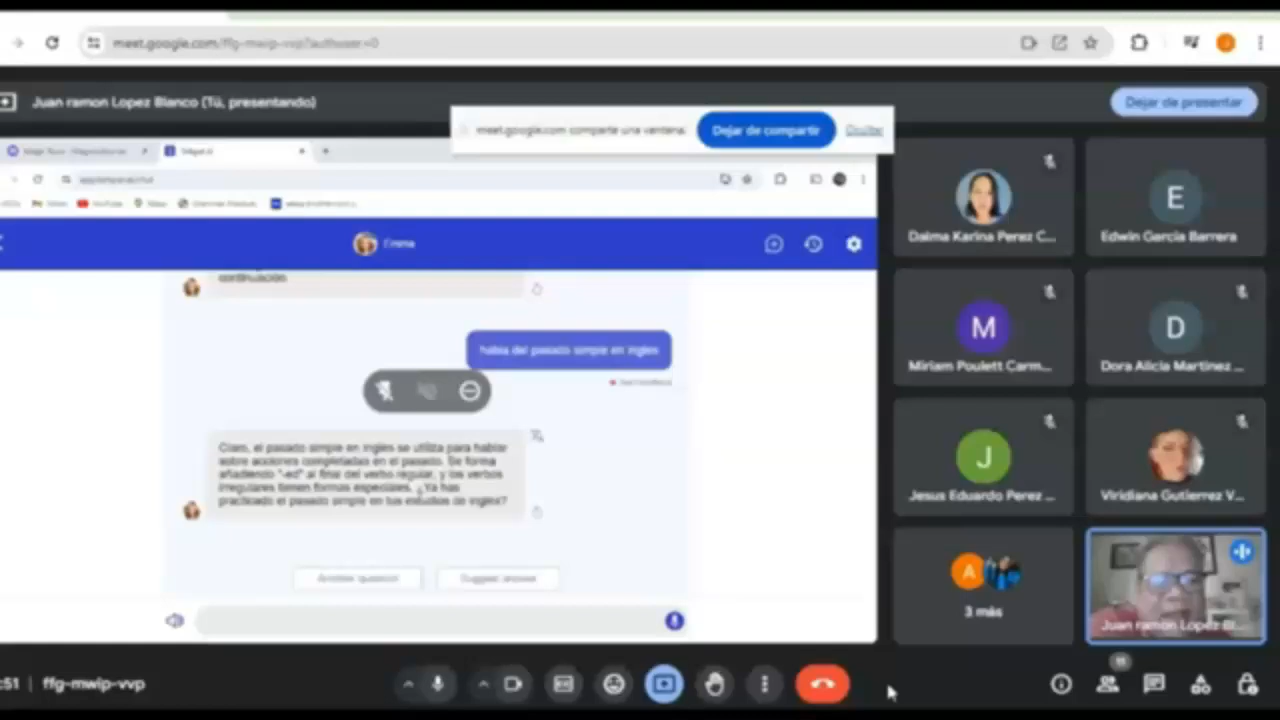 meet.google.com/ffg-mwip-vvp?authuser=0
Juan ramon Lopez Blanco (Tú, presentando)
Dejar de presentar
meet.google.com comparte una ventana.
Dejar de compartir
Ocultar
YouTube
Emma
continuación
habla del pasado simple en ingles
Claro, el pasado simple en inglés se utiliza para hablar
sobre acciones completadas en el pasado. Se forma
añadiendo "-ed" al final del verbo regular, y los verbos
irregulares tienen formas especiales. ¿Ya has
practicado el pasado simple en tus estudios de inglés?
Another question
Suggest answer
Dalma Karina Perez C...
E
Edwin Garcia Barrera
M
Miriam Poulett Carm...
D
Dora Alicia Martinez ...
J
Jesus Eduardo Perez ...
Viridiana Gutierrez V...
A
3 más
Juan ramon Lopez Bl...
:51 | ffg-mwip-vvp